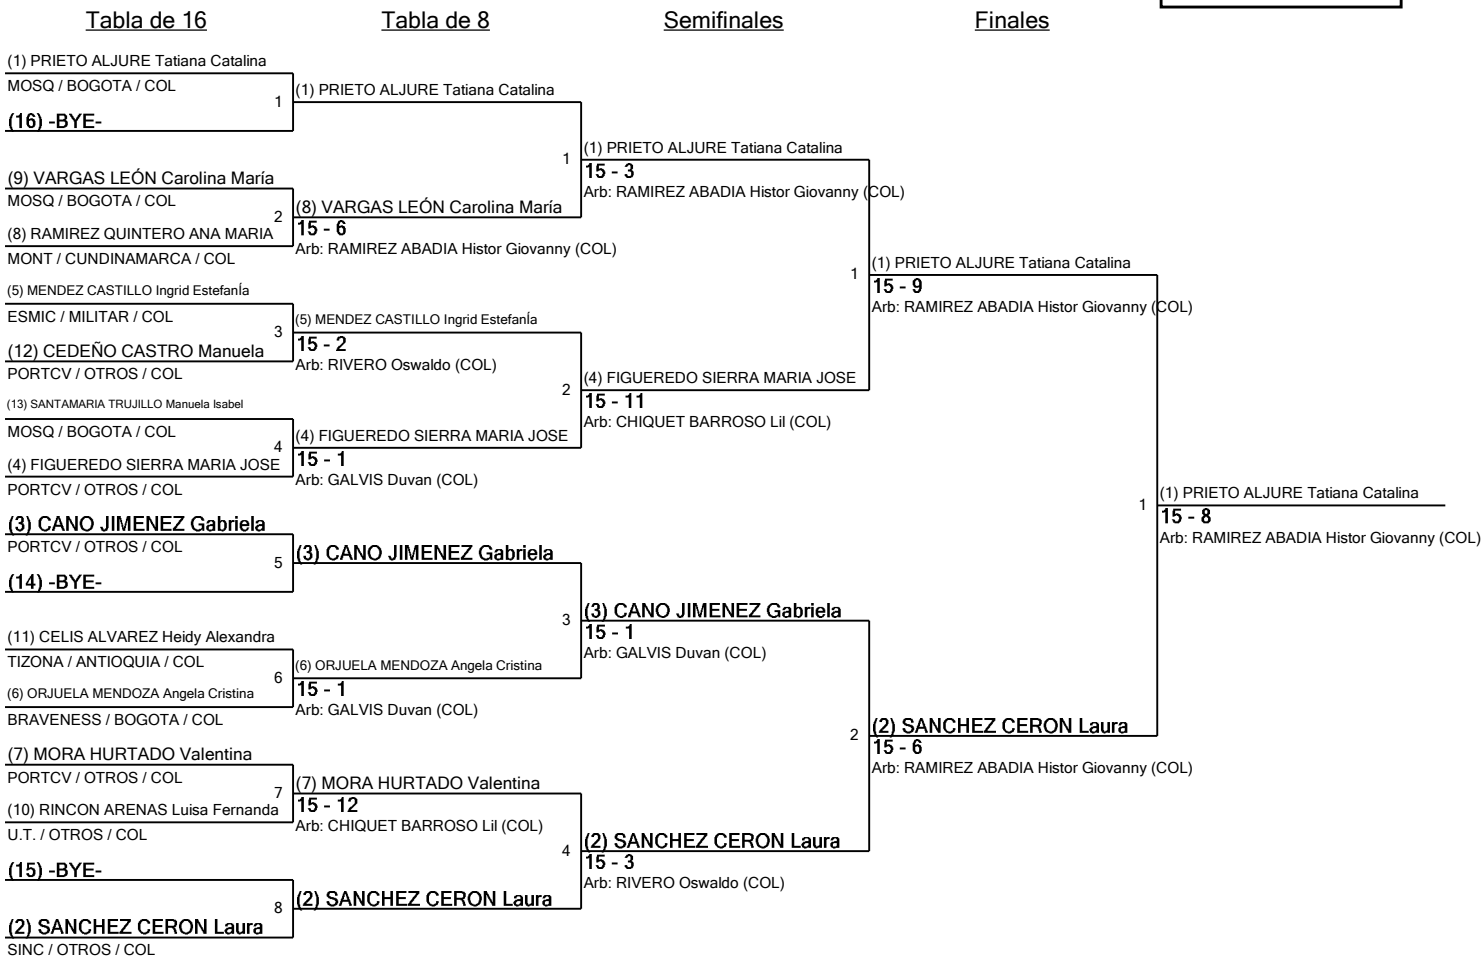 Tabla de 16
Tabla de 8
Semifinales
Finales
(1) PRIETO ALJURE Tatiana Catalina
MOSQ / BOGOTA / COL
1
(16) -BYE-
(9) VARGAS LEÓN Carolina María
MOSQ / BOGOTA / COL
2
(8) RAMIREZ QUINTERO ANA MARIA
MONT / CUNDINAMARCA / COL
(5) MENDEZ CASTILLO Ingrid Estefanía
ESMIC / MILITAR / COL
3
(12) CEDEÑO CASTRO Manuela
PORTCV / OTROS / COL
(13) SANTAMARIA TRUJILLO Manuela Isabel
MOSQ / BOGOTA / COL
4
(4) FIGUEREDO SIERRA MARIA JOSE
PORTCV / OTROS / COL
(3) CANO JIMENEZ Gabriela
PORTCV / OTROS / COL
5
(14) -BYE-
(11) CELIS ALVAREZ Heidy Alexandra
TIZONA / ANTIOQUIA / COL
6
(6) ORJUELA MENDOZA Angela Cristina
BRAVENESS / BOGOTA / COL
(7) MORA HURTADO Valentina
PORTCV / OTROS / COL
7
(10) RINCON ARENAS Luisa Fernanda
U.T. / OTROS / COL
(15) -BYE-
8
(2) SANCHEZ CERON Laura
SINC / OTROS / COL
(1) PRIETO ALJURE Tatiana Catalina
1
(8) VARGAS LEÓN Carolina María
15 - 6
Arb: RAMIREZ ABADIA Histor Giovanny (COL)
(5) MENDEZ CASTILLO Ingrid Estefanía
15 - 2
Arb: RIVERO Oswaldo (COL)
2
(4) FIGUEREDO SIERRA MARIA JOSE
15 - 1
Arb: GALVIS Duvan (COL)
(3) CANO JIMENEZ Gabriela
3
(6) ORJUELA MENDOZA Angela Cristina
15 - 1
Arb: GALVIS Duvan (COL)
(7) MORA HURTADO Valentina
15 - 12
Arb: CHIQUET BARROSO Lil (COL)
4
(2) SANCHEZ CERON Laura
(1) PRIETO ALJURE Tatiana Catalina
15 - 3
Arb: RAMIREZ ABADIA Histor Giovanny (COL)
1
(4) FIGUEREDO SIERRA MARIA JOSE
15 - 11
Arb: CHIQUET BARROSO Lil (COL)
(3) CANO JIMENEZ Gabriela
15 - 1
Arb: GALVIS Duvan (COL)
2
(2) SANCHEZ CERON Laura
15 - 3
Arb: RIVERO Oswaldo (COL)
(1) PRIETO ALJURE Tatiana Catalina
15 - 9
Arb: RAMIREZ ABADIA Histor Giovanny (COL)
1
(2) SANCHEZ CERON Laura
15 - 6
Arb: RAMIREZ ABADIA Histor Giovanny (COL)
(1) PRIETO ALJURE Tatiana Catalina
15 - 8
Arb: RAMIREZ ABADIA Histor Giovanny (COL)